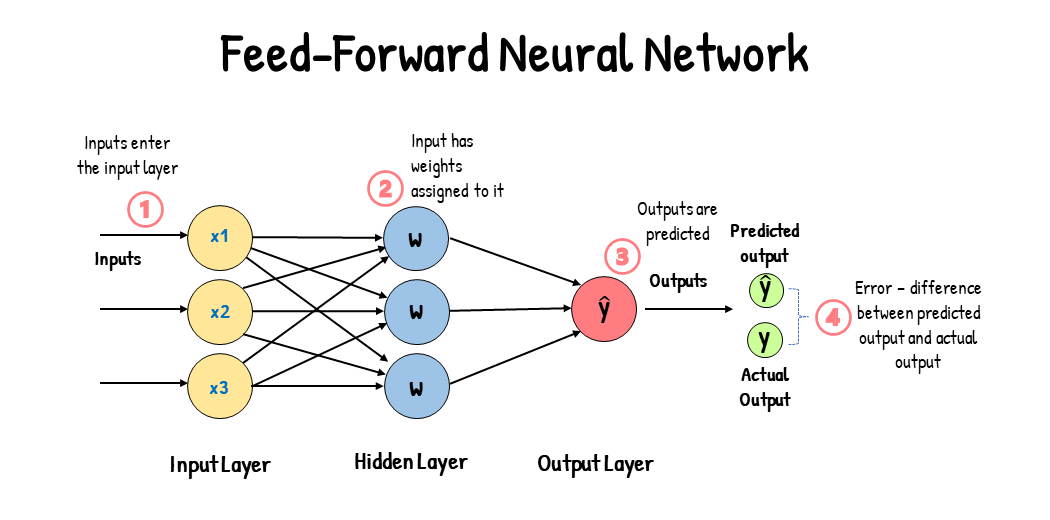 Feed-Forward Neural Network
Inputs enter
the input layer
1
Inputs
x1
x2
x3
Input Layer
Input has
weights
assigned to it
2
w
w
w
Hidden Layer
Outputs are
predicted
3
ŷ
Output Layer
Outputs
Predicted
output
ŷ
y
Actual
Output
4
Error - difference
between predicted
output and actual
output